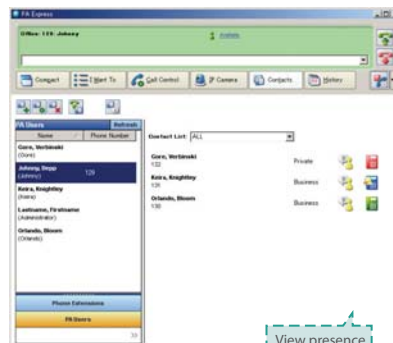 PA Express
Office: 129: Johnny
Available
Compact
I Want To
Call Control
IP Camera
Contacts
History
PA Users
Refresh
Name / Phone Number
Gore, Verbinski
(Gore)
Johnny, Depp 129
(Johnny)
Keira, Knightley
(Keira)
Lastname, Firstname
(Administrator)
Orlando, Bloom
(Orlando)
Phone Extensions
PA Users
>>
Contact List: ALL
Gore, Verbinski
132 Private
Keira, Knightley
131 Business
Orlando, Bloom
130 Business
View presence